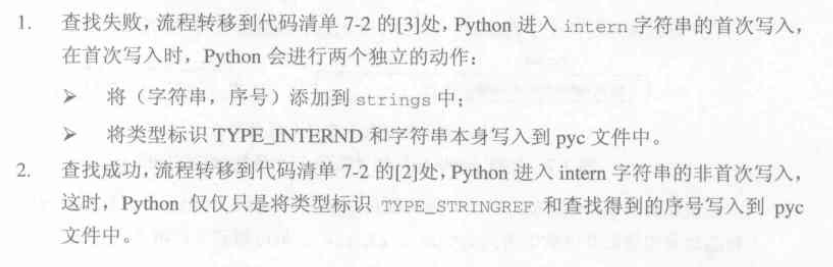 1. 查找失败，流程转移到代码清单 7-2 的[3]处，Python 进入 intern 字符串的首次写入，
在首次写入时，Python 会进行两个独立的动作：
➢ 将（字符串，序号）添加到 strings 中；
➢ 将类型标识 TYPE_INTERND 和字符串本身写入到 pyc 文件中。
2. 查找成功，流程转移到代码清单 7-2 的[2]处，Python 进入 intern 字符串的非首次写入，
这时，Python 仅仅只是将类型标识 TYPE_STRINGREF 和查找得到的序号写入到 pyc
文件中。